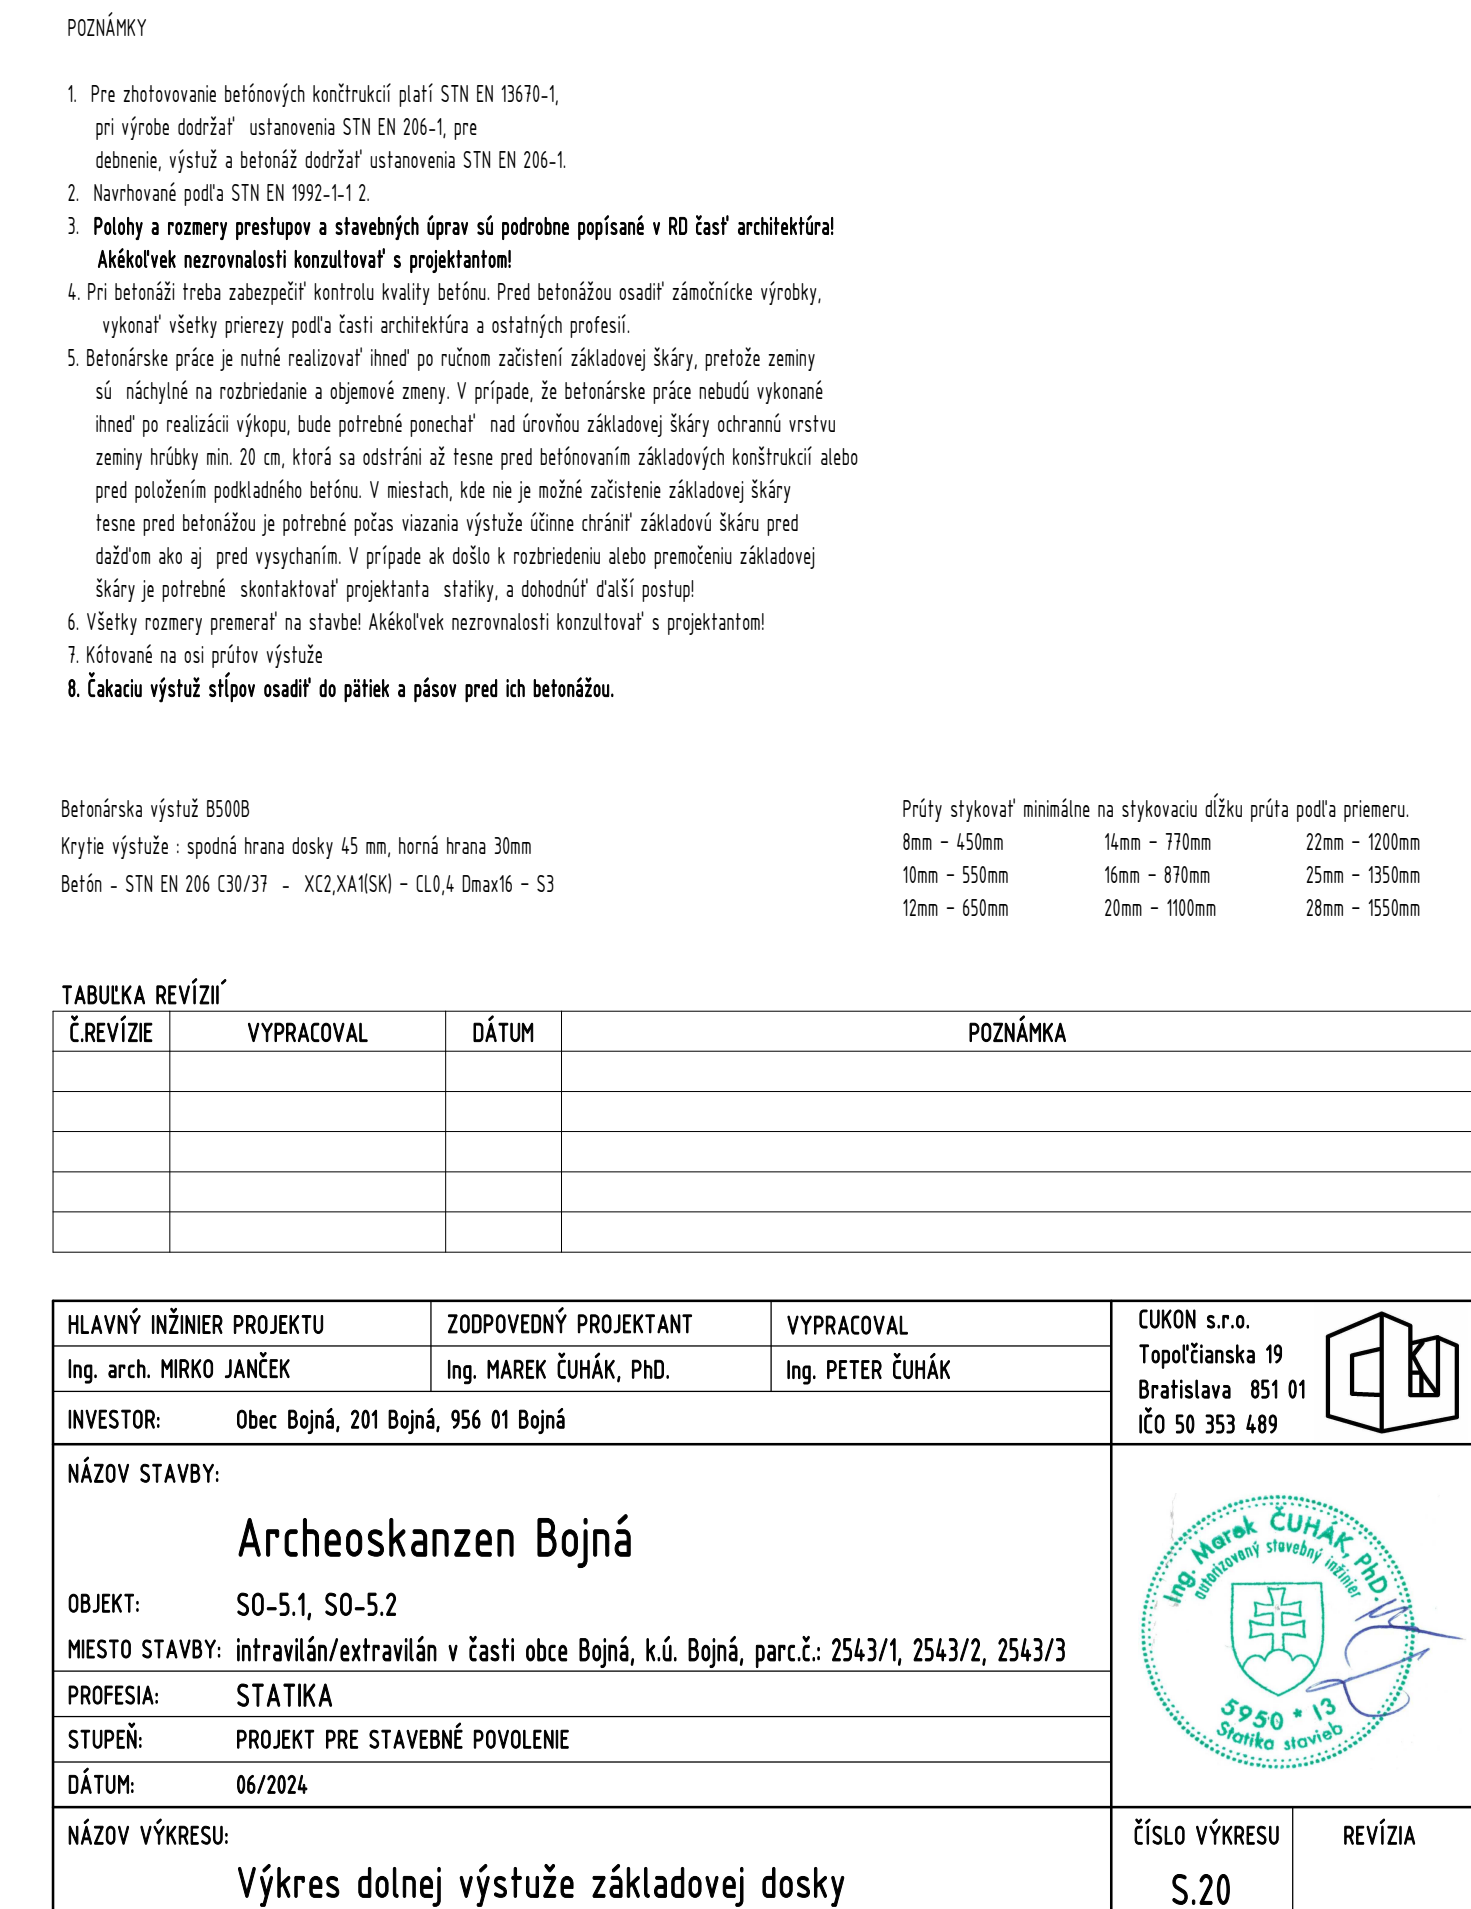 POZNÁMKY
1. Pre zhotovovanie betónových končtrukcií platí STN EN 13670-1,
pri výrobe dodržať ustanovenia STN EN 206-1, pre
debnenie, výstuž a betonáž dodržať ustanovenia STN EN 206-1.
2. Navrhované podľa STN EN 1992-1-1 2.
3. Polohy a rozmery prestupov a stavebných úprav sú podrobne popísané v RD časť architektúra!
Akékoľvek nezrovnalosti konzultovať s projektantom!
4. Pri betonáži treba zabezpečiť kontrolu kvality betónu. Pred betonážou osadiť zámočnícke výrobky,
vykonať všetky prierezy podľa časti architektúra a ostatných profesií.
5. Betonárske práce je nutné realizovať ihneď po ručnom začistení základovej škáry, pretože zeminy
sú náchylné na rozbriedanie a objemové zmeny. V prípade, že betonárske práce nebudú vykonané
ihneď po realizácii výkopu, bude potrebné ponechať nad úrovňou základovej škáry ochrannú vrstvu
zeminy hrúbky min. 20 cm, ktorá sa odstráni až tesne pred betónovaním základových konštrukcií alebo
pred položením podkladného betónu. V miestach, kde nie je možné začistenie základovej škáry
tesne pred betonážou je potrebné počas viazania výstuže účinne chrániť základovú škáru pred
dažďom ako aj pred vysychaním. V prípade ak došlo k rozbriedeniu alebo premočeniu základovej
škáry je potrebné skontaktovať projektanta statiky, a dohodnúť ďalší postup!
6. Všetky rozmery premerať na stavbe! Akékoľvek nezrovnalosti konzultovať s projektantom!
7. Kótované na osi prútov výstuže
8. Čakaciu výstuž stĺpov osadiť do pätiek a pásov pred ich betonážou.
Betonárska výstuž B500B
Krytie výstuže : spodná hrana dosky 45 mm, horná hrana 30mm
Betón - STN EN 206 C30/37 - XC2,XA1(SK) - CL0,4 Dmax16 - S3
Prúty stykovať minimálne na stykovaciu dĺžku prúta podľa priemeru.
8mm - 450mm 14mm - 770mm 22mm - 1200mm
10mm - 550mm 16mm - 870mm 25mm - 1350mm
12mm - 650mm 20mm - 1100mm 28mm - 1550mm
TABUĽKA REVÍZIÍ
Č.REVÍZIE VYPRACOVAL DÁTUM POZNÁMKA
HLAVNÝ INŽINIER PROJEKTU ZODPOVEDNÝ PROJEKTANT VYPRACOVAL
Ing. arch. MIRKO JANČEK Ing. MAREK ČUHÁK, PhD. Ing. PETER ČUHÁK
INVESTOR: Obec Bojná, 201 Bojná, 956 01 Bojná
CUKON s.r.o.
Topoľčianska 19
Bratislava 851 01
IČO 50 353 489
NÁZOV STAVBY:
Archeoskanzen Bojná
OBJEKT: SO-5.1, SO-5.2
MIESTO STAVBY: intravilán/extravilán v časti obce Bojná, k.ú. Bojná, parc.č.: 2543/1, 2543/2, 2543/3
PROFESIA: STATIKA
STUPEŇ: PROJEKT PRE STAVEBNÉ POVOLENIE
DÁTUM: 06/2024
Ing. Marek ČUHÁK, PhD.
autorizovaný stavebný inžinier
5950 * 13
Statika stavieb
NÁZOV VÝKRESU:
Výkres dolnej výstuže základovej dosky
ČÍSLO VÝKRESU REVÍZIA
S.20